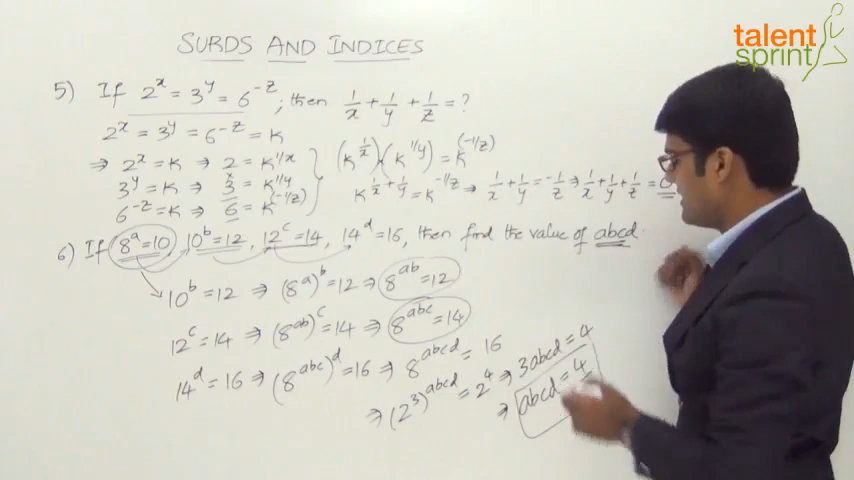 talent
sprint
SURDS AND INDICES
5) If 2^x = 3^y = 6^-z ; then 1/x + 1/y + 1/z = ?
2^x = 3^y = 6^-z = K
⇒ 2^x = K ⇒ 2 = K^1/x
3^y = K ⇒ 3 = K^1/y
6^-z = K ⇒ 6 = K^(-1/z)
(K^1/x) · (K^1/y) = K^(-1/z)
K^1/x + 1/y = K^-1/z ⇒ 1/x + 1/y = -1/z ⇒ 1/x + 1/y + 1/z = 0
6) If 8^a = 10, 10^b = 12, 12^c = 14, 14^d = 16, then find the value of abcd.
10^b = 12 ⇒ (8^a)^b = 12 ⇒ 8^ab = 12
12^c = 14 ⇒ (8^ab)^c = 14 ⇒ 8^abc = 14
14^d = 16 ⇒ (8^abc)^d = 16 ⇒ 8^abcd = 16
⇒ (2^3)^abcd = 2^4 ⇒ 3abcd = 4
⇒ abcd = 4